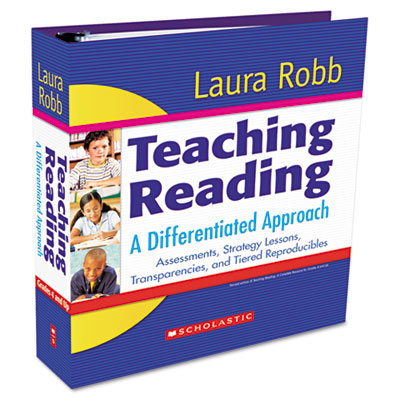 Laura
Robb
Teaching
Reading
A Differentiated Approach
Grades 4 and Up
Laura Robb
Teaching
Reading
A Differentiated Approach
Assessments, Strategy Lessons,
Transparencies, and Tiered Reproducibles
SCHOLASTIC